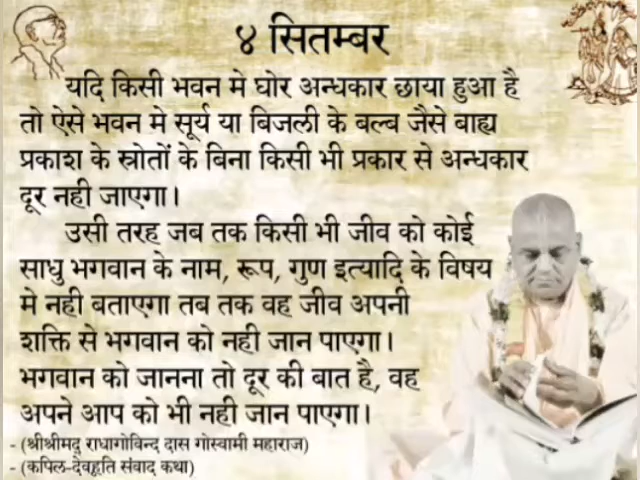 ४ सितम्बर
यदि किसी भवन मे घोर अन्धकार छाया हुआ है
तो ऐसे भवन मे सूर्य या बिजली के बल्ब जैसे बाह्य
प्रकाश के स्रोतों के बिना किसी भी प्रकार से अन्धकार
दूर नही जाएगा।
उसी तरह जब तक किसी भी जीव को कोई
साधु भगवान के नाम, रूप, गुण इत्यादि के विषय
मे नही बताएगा तब तक वह जीव अपनी
शक्ति से भगवान को नही जान पाएगा।
भगवान को जानना तो दूर की बात है, वह
अपने आप को भी नही जान पाएगा।
- (श्रीश्रीमद् राधागोविन्द दास गोस्वामी महाराज)
- (कपिल-देवहूति संवाद कथा)